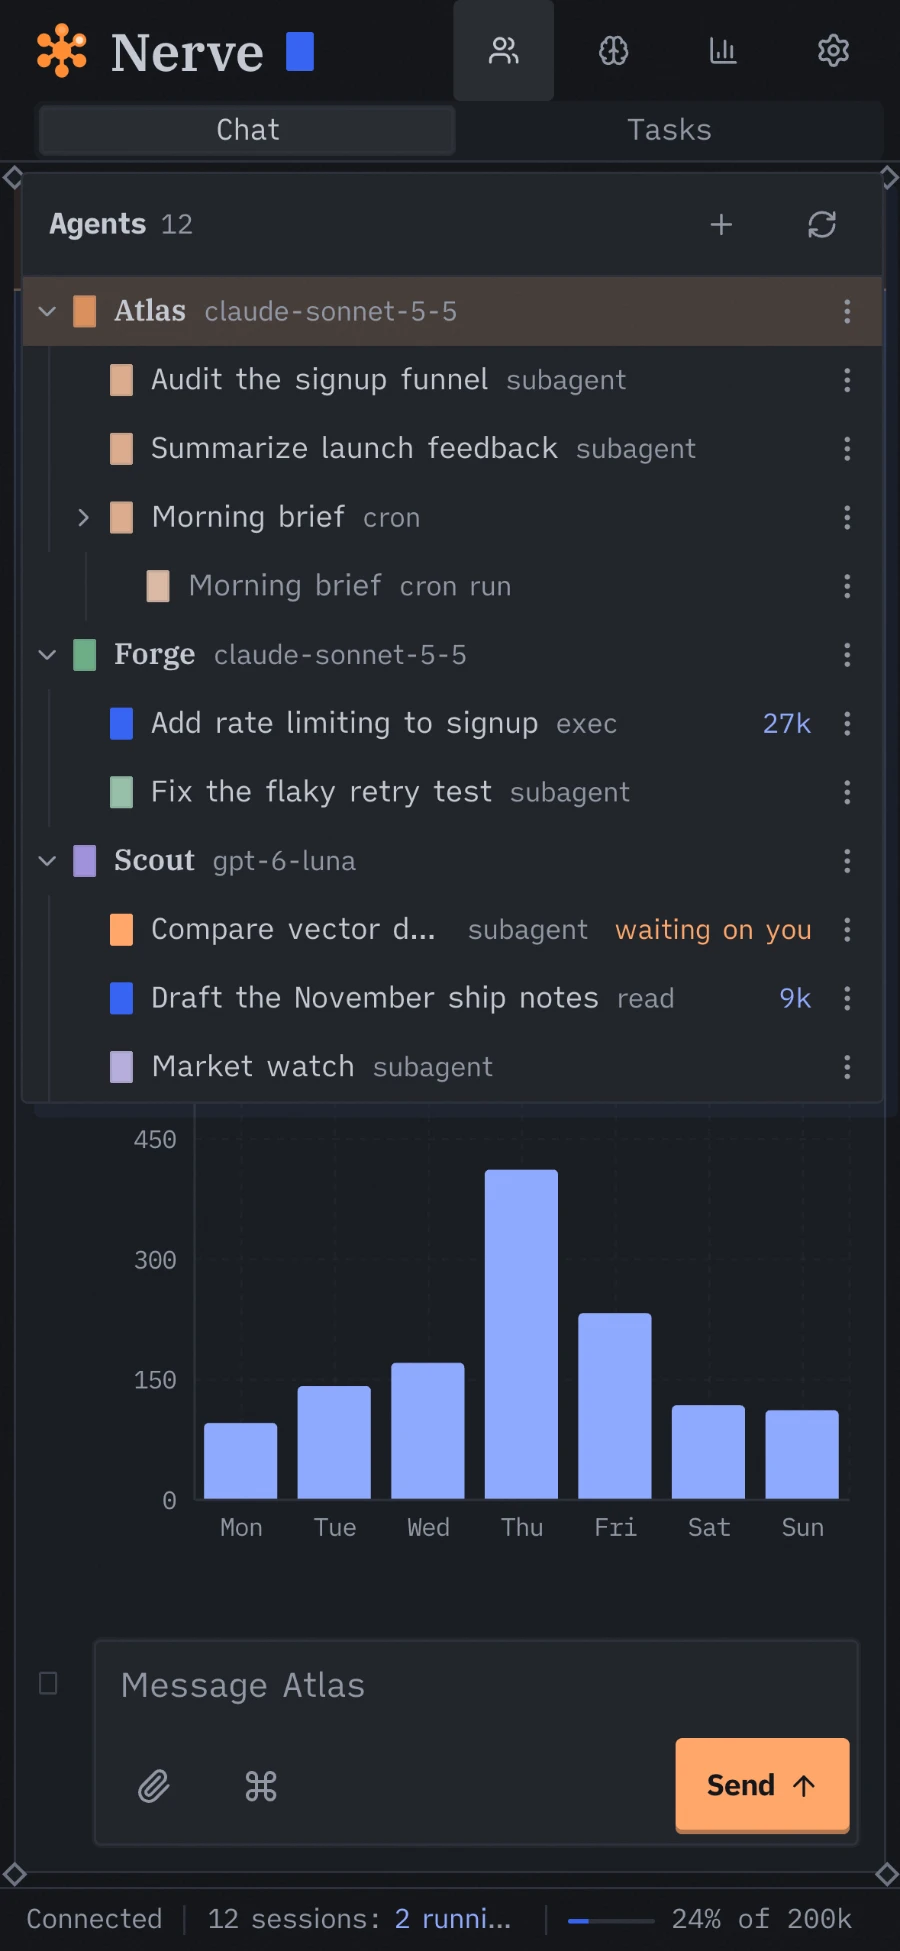 Nerve
Chat Tasks
Agents 12
Atlas claude-sonnet-5-5
Audit the signup funnel subagent
Summarize launch feedback subagent
Morning brief cron
Morning brief cron run
Forge claude-sonnet-5-5
Add rate limiting to signup exec 27k
Fix the flaky retry test subagent
Scout gpt-6-luna
Compare vector d... subagent waiting on you
Draft the November ship notes read 9k
Market watch subagent
450
300
150
0
Mon Tue Wed Thu Fri Sat Sun
Message Atlas
Send
Connected 12 sessions: 2 runni... 24% of 200k